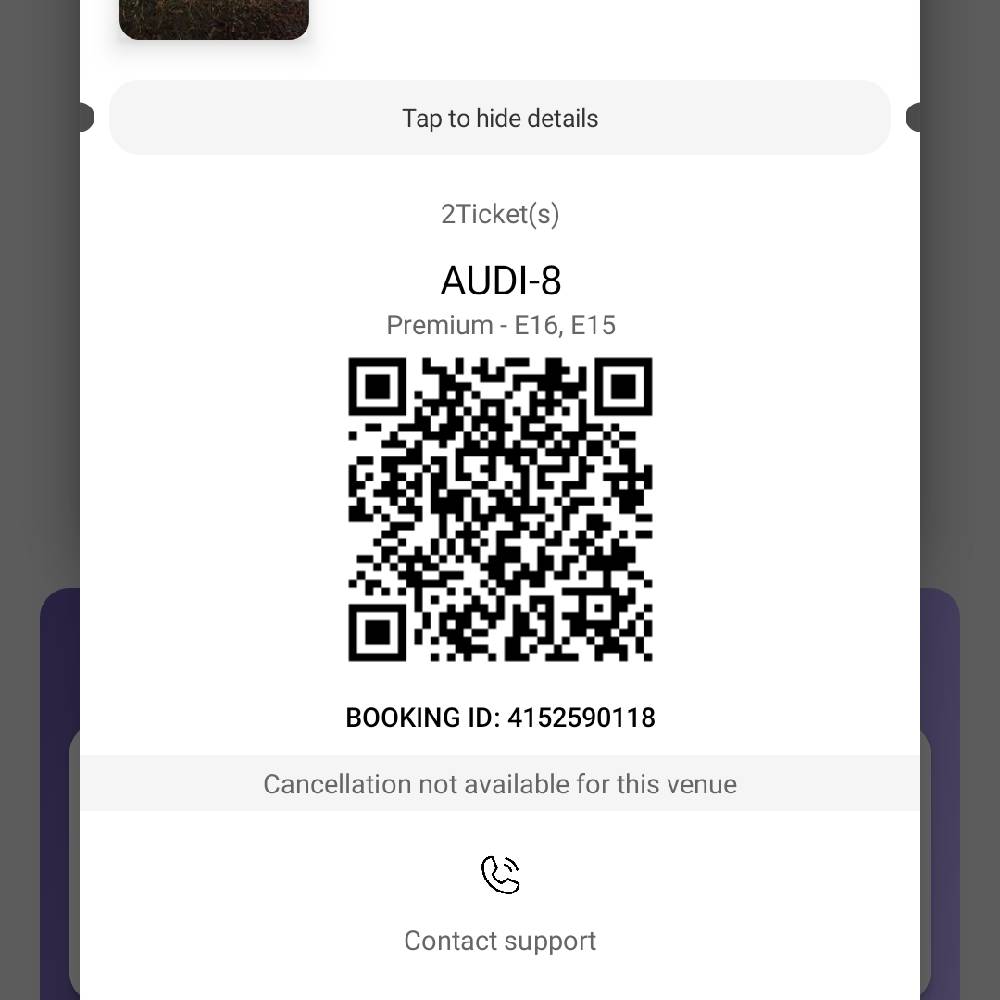 Tap to hide details
2Ticket(s)
AUDI-8
Premium - E16, E15
BOOKING ID: 4152590118
Cancellation not available for this venue
Contact support